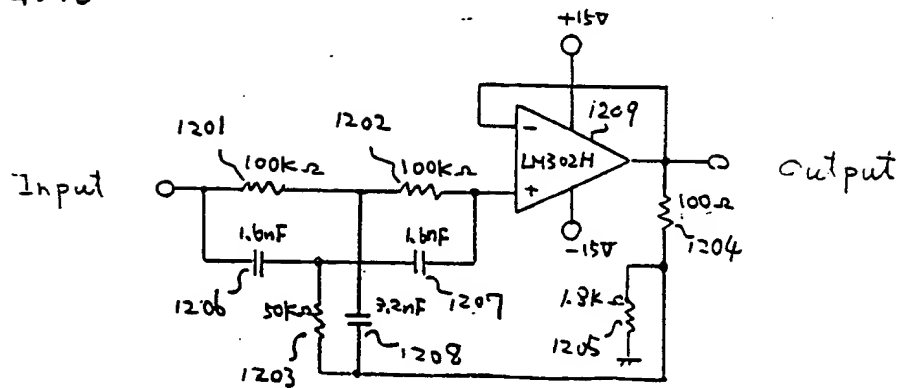 +15V
1209
1201
1202
100KΩ
100KΩ
-
LM302H
+
Input
Output
1.6nF
1.6nF
-15V
100Ω
1204
1206
50KΩ
3.2nF
1207
1.8KΩ
1205
1203
1208